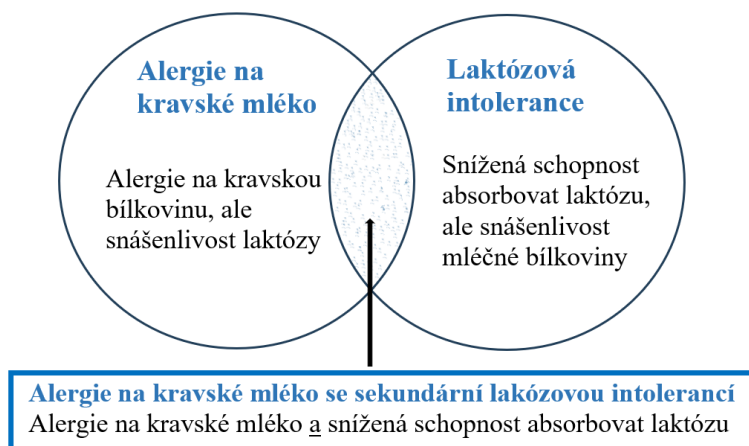 Alergie na
kravské mléko
Alergie na kravskou
bílkovinu, ale
snášenlivost laktózy
Laktózová
intolerance
Snížená schopnost
absorbovat laktózu,
ale snášenlivost
mléčné bílkoviny
Alergie na kravské mléko se sekundární lakózovou intolerancí
Alergie na kravské mléko a snížená schopnost absorbovat laktózu